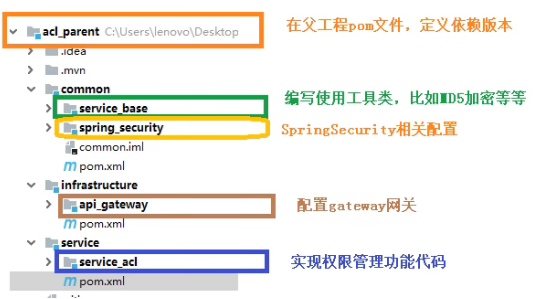 acl_parent C:\Users\lenovo\Desktop 在父工程pom文件，定义依赖版本
.idea
.mvn
common
service_base 编写使用工具类，比如MD5加密等等
spring_security SpringSecurity相关配置
common.iml
pom.xml
infrastructure
api_gateway 配置gateway网关
pom.xml
service
service_acl 实现权限管理功能代码
pom.xml